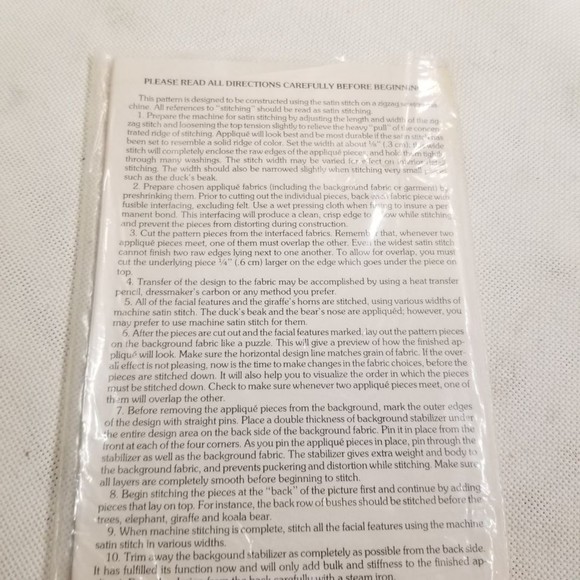 PLEASE READ ALL DIRECTIONS CAREFULLY BEFORE BEGINNING
This pattern is designed to be constructed using the satin stitch on a zigzag sewing ma-
chine. All references to "stitching" should be read as satin stitching.
1. Prepare the machine for satin stitching by adjusting the length and width of the zig
zag stitch and loosening the top tension slightly to relieve the heavy "pull" of the concen-
trated ridge of stitching. Appliqué will look best and be most durable if the satin stitch has
been set to resemble a solid ridge of color. Set the width at about ⅛" (.3 cm). wide
stitch will completely enclose the raw edges of the appliqué pieces, and hold them tightly
through many washings. The stitch width may be varied for effect on
stitching. The width should also be narrowed slightly when stitching very small
such as the duck's beak.
2. Prepare chosen appliqué fabrics (including the background fabric or garment) by
preshrinking them. Prior to cutting out the individual pieces, back each fabric piece with
fusible interfacing, excluding felt. Use a wet pressing cloth when fusing to insure a per-
manent bond. This interfacing will produce a clean, crisp edge to follow while stitching
and prevent the pieces from distorting during construction.
3. Cut the pattern pieces from the interfaced fabrics. Remember that, whenever two
appliqué pieces meet, one of them must overlap the other. Even the widest satin stitch
cannot finish two raw edges lying next to one another. To allow for overlap, you must
cut the underlying piece ¼" (.6 cm) larger on the edge which goes under the piece on
top.
4. Transfer of the design to the fabric may be accomplished by using a heat transfer
pencil, dressmaker's carbon or any method you prefer.
5. All of the facial features and the giraffe's horns are stitched, using various widths of
machine satin stitch. The duck's beak and the bear's nose are appliquéd; however, you
may prefer to use machine satin stitch for them.
6. After the pieces are cut out and the facial features marked, lay out the pattern pieces
on the background fabric like a puzzle. This will give a preview of how the finished ap-
pliqué will look. Make sure the horizontal design line matches grain of fabric. If the over-
all effect is not pleasing, now is the time to make changes in the fabric choices, before the
pieces are stitched down. It will also help you to visualize the order in which the pieces
must be stitched down. Check to make sure whenever two appliqué pieces meet, one of
them will overlap the other.
7. Before removing the appliqué pieces from the background, mark the outer edges
of the design with straight pins. Place a double thickness of background stabilizer under
the entire design area on the back side of the background fabric. Pin it in place from the
front at each of the four corners. As you pin the appliqué pieces in place, pin through the
stabilizer as well as the background fabric. The stabilizer gives extra weight and body to
the background fabric, and prevents puckering and distortion while stitching. Make sure
all layers are completely smooth before beginning to stitch.
8. Begin stitching the pieces at the "back" of the picture first and continue by adding
pieces that lay on top. For instance, the back row of bushes should be stitched before the
trees, elephant, giraffe and koala bear.
9. When machine stitching is complete, stitch all the facial features using the machine
satin stitch in various widths.
10. Trim away the background stabilizer as completely as possible from the back side.
It has fulfilled its function now and will only add bulk and stiffness to the finished ap-
the back carefully with a steam iron.